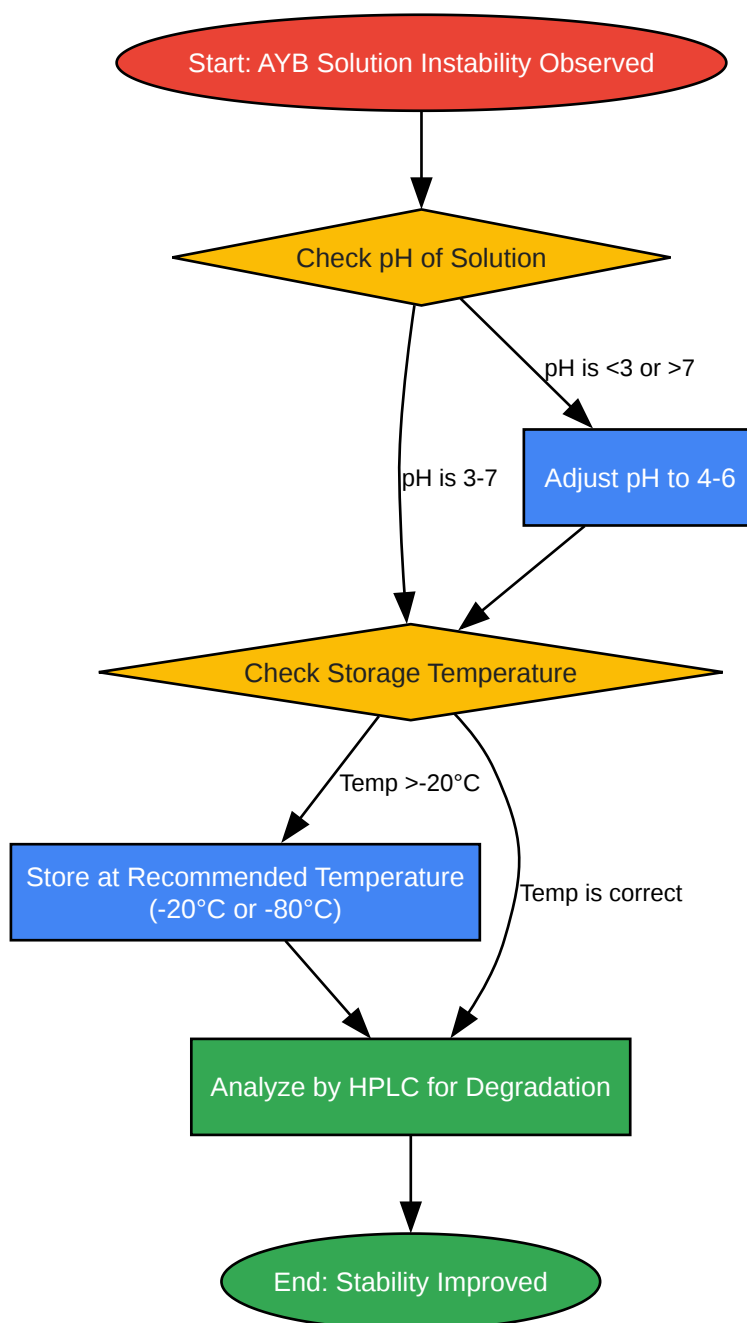 Start: AYB Solution Instability Observed
Check pH of Solution
pH is <3 or >7
pH is 3-7
Adjust pH to 4-6
Check Storage Temperature
Temp >-20°C
Store at Recommended Temperature
(-20°C or -80°C)
Temp is correct
Analyze by HPLC for Degradation
End: Stability Improved